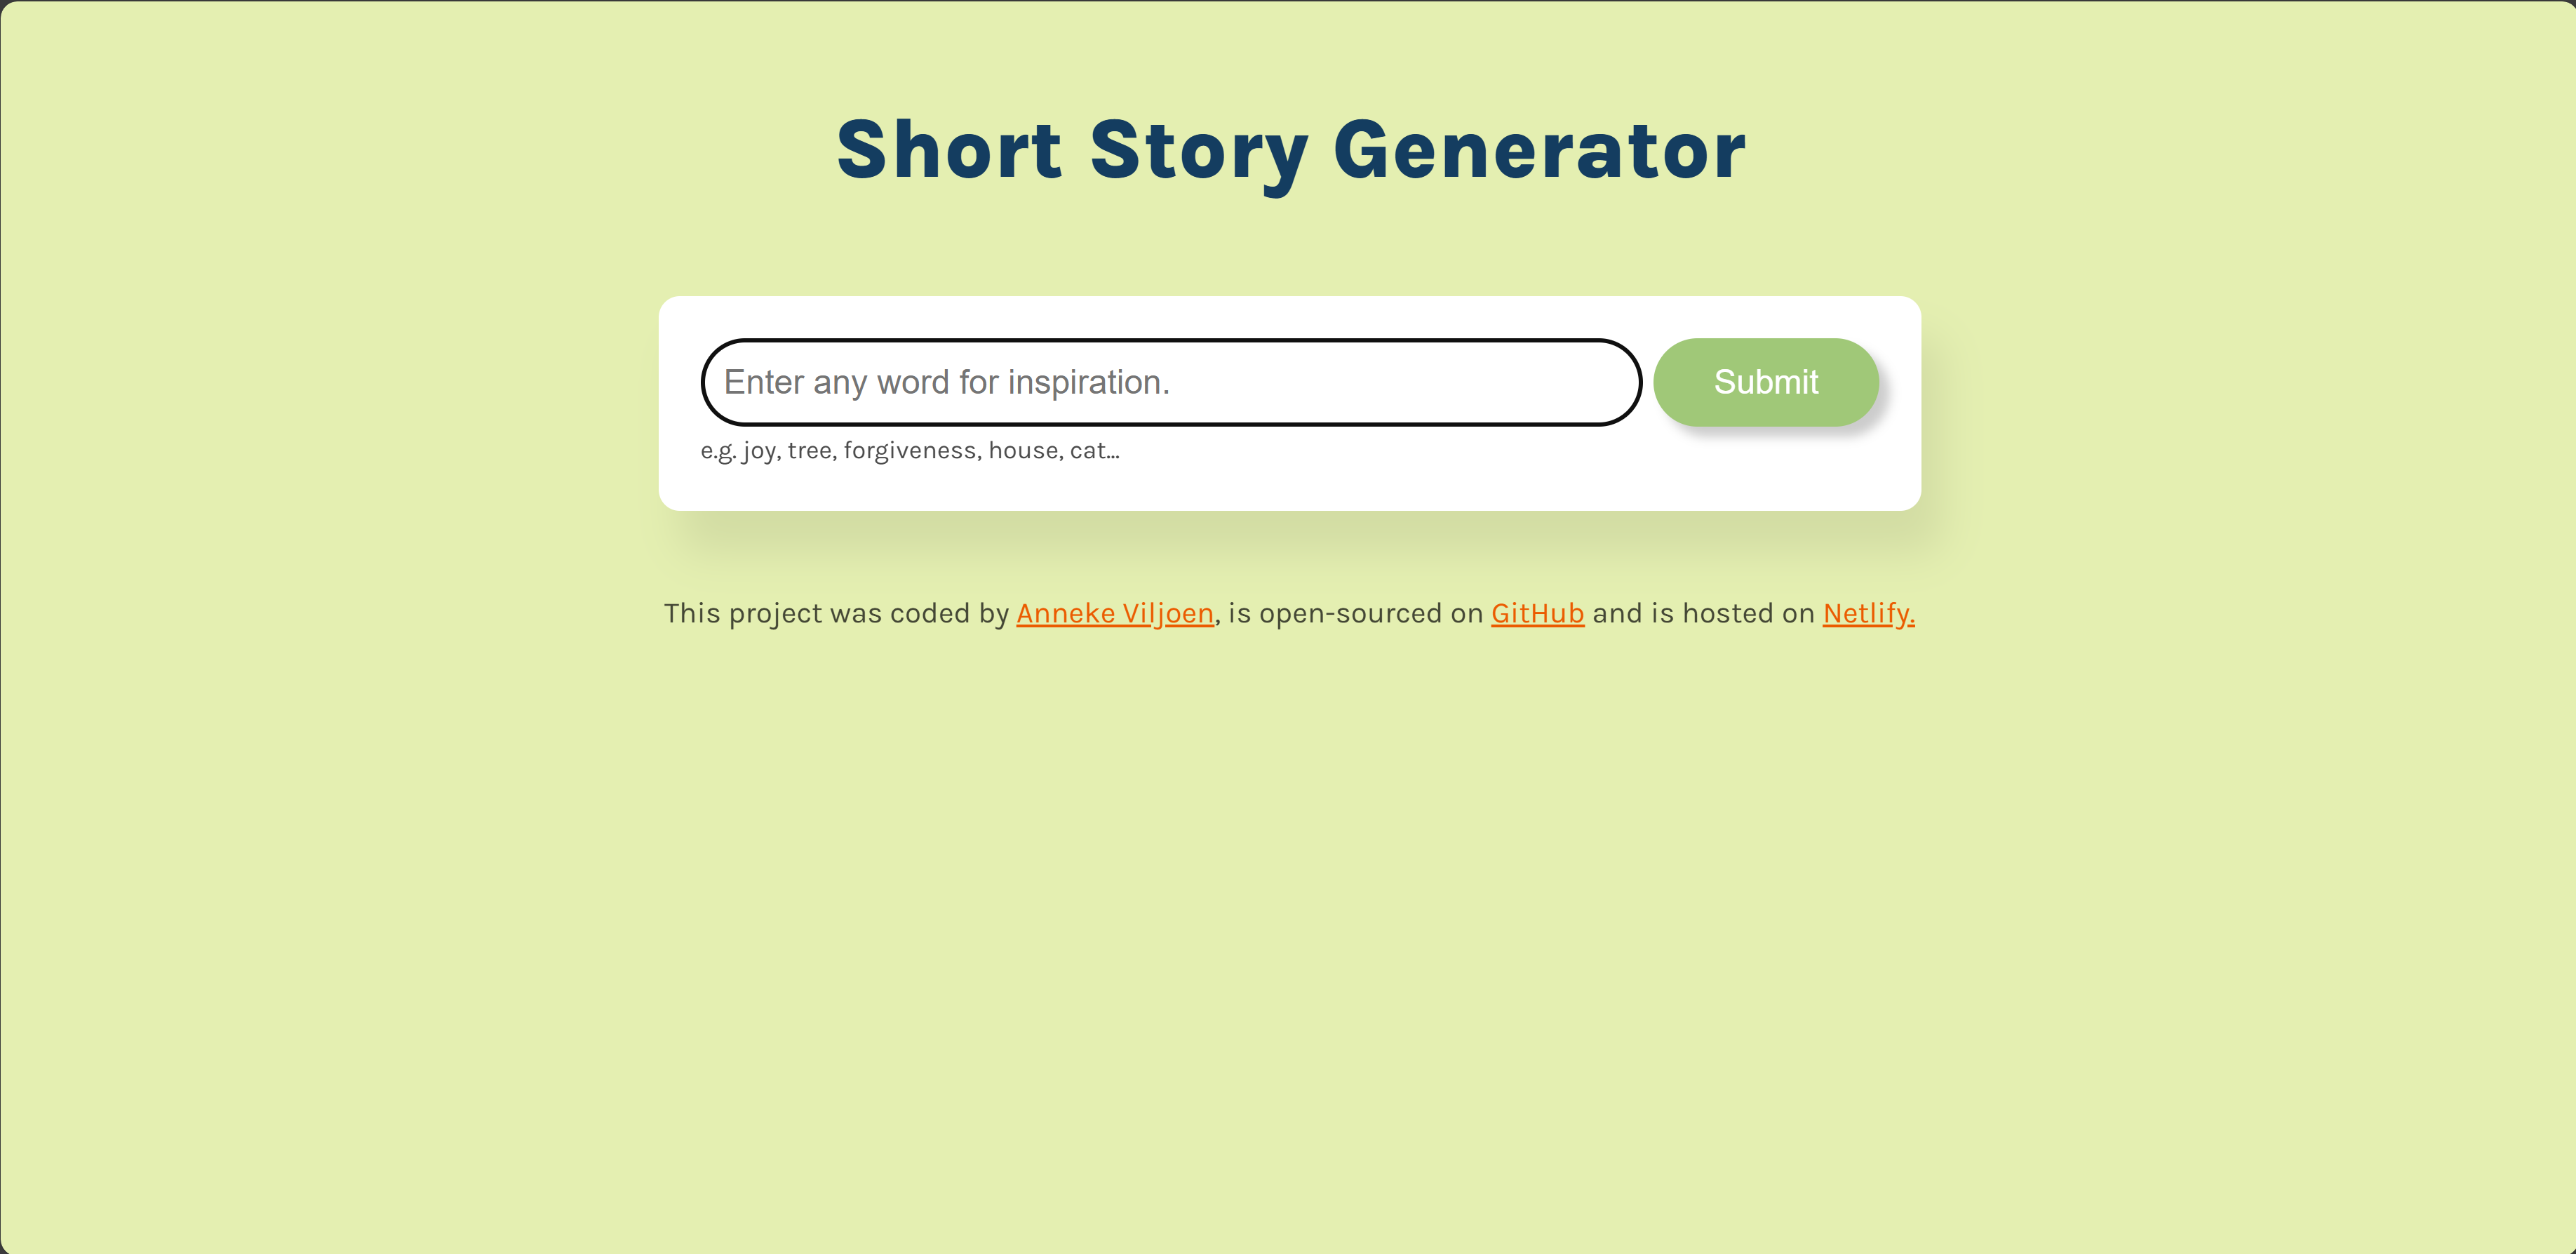 Short Story Generator
Enter any word for inspiration.
Submit
e.g. joy, tree, forgiveness, house, cat...
This project was coded by Anneke Viljoen, is open-sourced on GitHub and is hosted on Netlify.